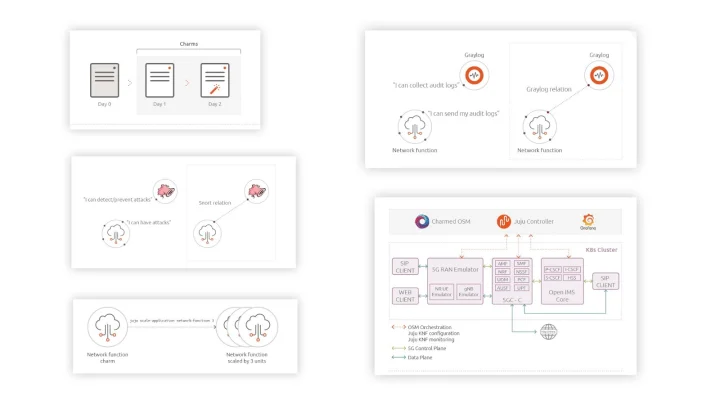 Charms
Day 0
Day 1
Day 2
Graylog
Graylog
"I can collect audit logs"
Graylog relation
"I can send my audit logs"
Network function
Network function
"I can detect/prevent attacks"
Snort relation
"I can have attacks"
juju scale-application network-function 3
Network function
charm
Network function
scaled by 3 units
Charmed OSM
Juju Controller
Grafana
K8s Cluster
SIP
CLIENT
5G RAN Emulator
AMF
SMF
NRF
NSSF
UDM
PCF
AUSF
UPF
P-CSCF
I-CSCF
S-CSCF
HSS
SIP
CLIENT
WEB
CLIENT
NB UE
Emulator
gNB
Emulator
5GC - C
Open IMS
Core
OSM Orchestration
Juju KNF configuration
Juju KNF monitoring
5G Control Plane
Data Plane